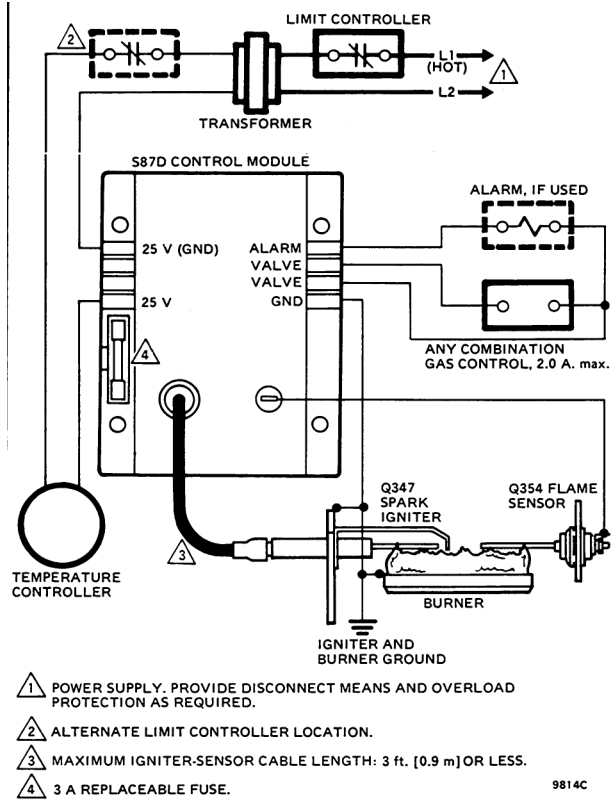 LIMIT CONTROLLER
2
L1
(HOT)
1
L2
TRANSFORMER
S87D CONTROL MODULE
ALARM, IF USED
25 V (GND)
ALARM
VALVE
VALVE
25 V
GND
4
ANY COMBINATION
GAS CONTROL, 2.0 A. max.
Q347
SPARK
IGNITER
Q354 FLAME
SENSOR
3
TEMPERATURE
CONTROLLER
BURNER
IGNITER AND
BURNER GROUND
1 POWER SUPPLY. PROVIDE DISCONNECT MEANS AND OVERLOAD
PROTECTION AS REQUIRED.
2 ALTERNATE LIMIT CONTROLLER LOCATION.
3 MAXIMUM IGNITER-SENSOR CABLE LENGTH: 3 ft. [0.9 m] OR LESS.
4 3 A REPLACEABLE FUSE.
9814C